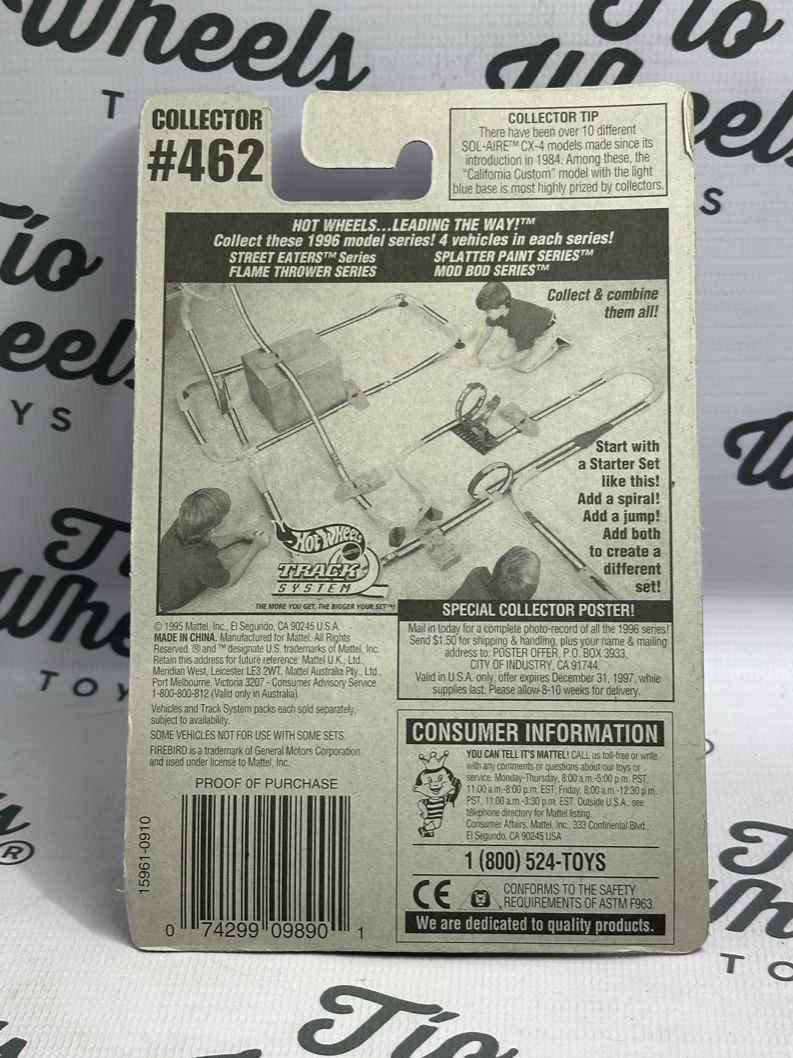 Wheels
Tio
Wheels
Tio
Wheels
TOYS
COLLECTOR
#462
COLLECTOR TIP
There have been over 10 different
SOL-AIRE™ CX-4 models made since its
introduction in 1984. Among these, the
"California Custom" model with the light
blue base is most highly prized by collectors.
HOT WHEELS...LEADING THE WAY!™
Collect these 1996 model series! 4 vehicles in each series!
STREET EATERS™ Series
SPLATTER PAINT SERIES™
FLAME THROWER SERIES
MOD BOD SERIES™
Collect & combine
them all!
Start with
a Starter Set
like this!
Add a spiral!
Add a jump!
Add both
to create a
different
set!
Hot Wheels
MATTEL
TRACK
SYSTEM
THE MORE YOU GET, THE BIGGER YOUR SET™!
© 1995 Mattel, Inc., El Segundo, CA 90245 U.S.A.
MADE IN CHINA. Manufactured for Mattel. All Rights
Reserved. ® and ™ designate U.S. trademarks of Mattel, Inc.
Retain this address for future reference: Mattel U.K., Ltd.,
Meridian West, Leicester LE3 2WT. Mattel Australia Pty., Ltd.,
Port Melbourne, Victoria 3207 - Consumer Advisory Service
1-800-800-812 (Valid only in Australia).
Vehicles and Track System packs each sold separately,
subject to availability.
SOME VEHICLES NOT FOR USE WITH SOME SETS.
FIREBIRD is a trademark of General Motors Corporation
and used under license to Mattel, Inc.
SPECIAL COLLECTOR POSTER!
Mail in today for a complete photo-record of all the 1996 series!
Send $1.50 for shipping & handling, plus your name & mailing
address to: POSTER OFFER, P.O. BOX 3933,
CITY OF INDUSTRY, CA 91744.
Valid in U.S.A. only, offer expires December 31, 1997, while
supplies last. Please allow 8-10 weeks for delivery.
CONSUMER INFORMATION
YOU CAN TELL IT'S MATTEL! CALL us toll-free or write
with any comments or questions about our toys or
service. Monday-Thursday, 8:00 a.m.-5:00 p.m. PST;
11:00 a.m.-8:00 p.m. EST; Friday, 8:00 a.m.-12:30 p.m.
PST, 11:00 a.m.-3:30 p.m. EST. Outside U.S.A., see
telephone directory for Mattel listing.
Consumer Affairs, Mattel, Inc., 333 Continental Blvd.,
El Segundo, CA 90245 USA
1 (800) 524-TOYS
CE
CONFORMS TO THE SAFETY
REQUIREMENTS OF ASTM F963.
We are dedicated to quality products.
PROOF OF PURCHASE
15961-0910
0 74299 09890 1
Tio